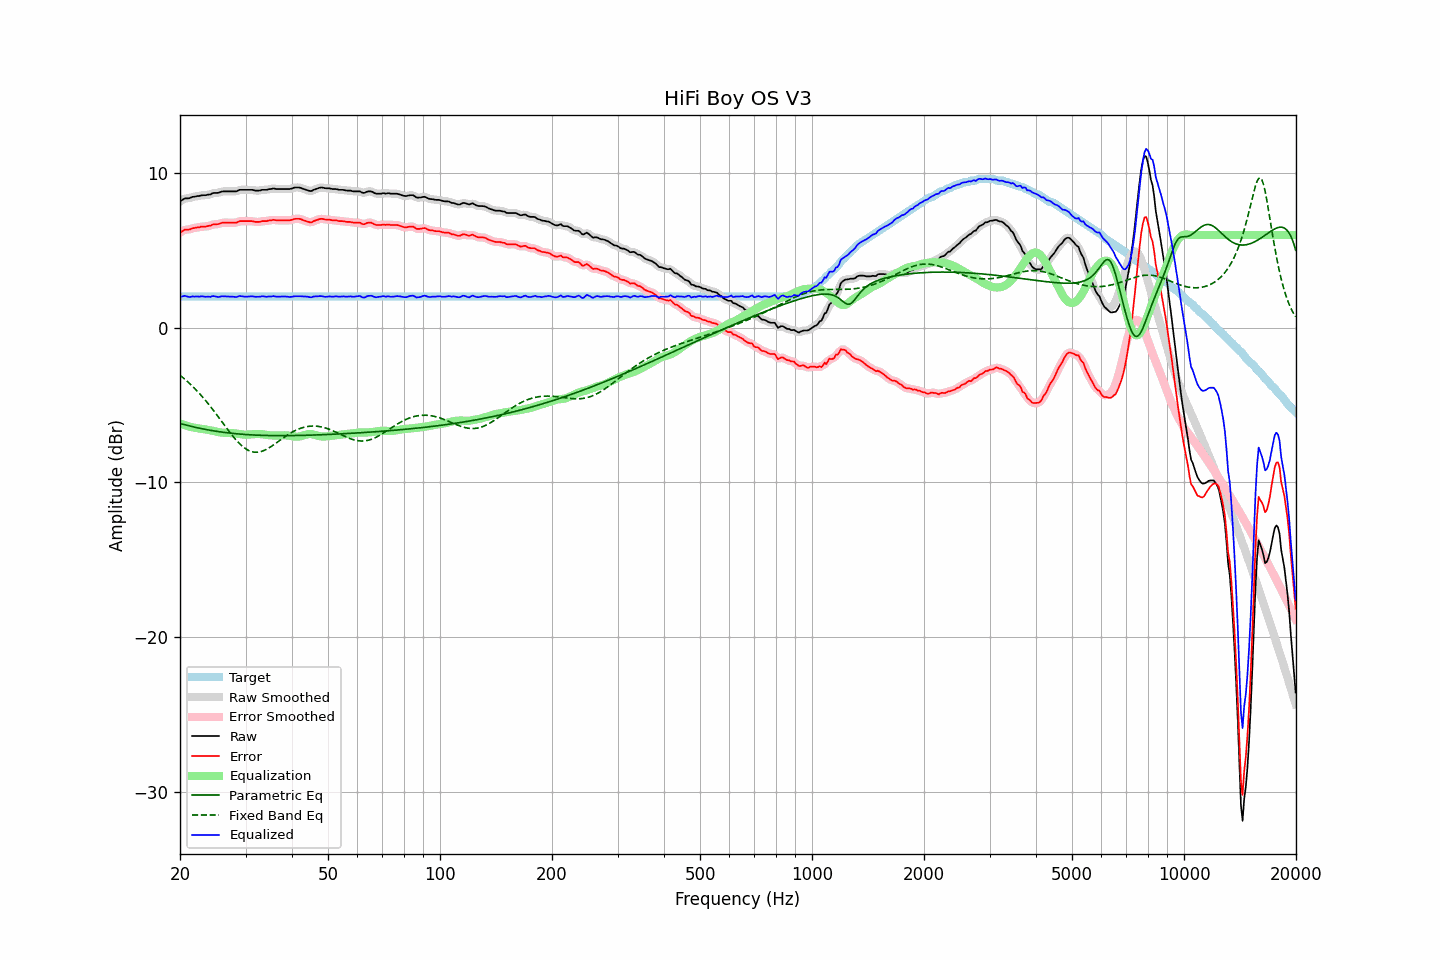 HiFi Boy OS V3
10
0
−10
−20
−30
Amplitude (dBr)
Target
Raw Smoothed
Error Smoothed
Raw
Error
Equalization
Parametric Eq
Fixed Band Eq
Equalized
20 50 100 200 500 1000 2000 5000 10000 20000
Frequency (Hz)